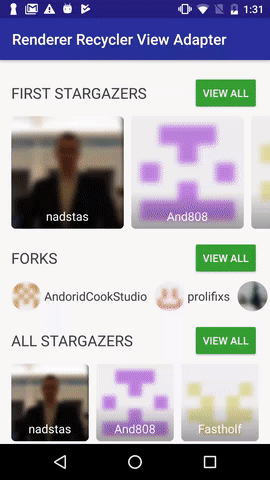 1:31
Renderer Recycler View Adapter
FIRST STARGAZERS
VIEW ALL
nadstas
And808
FORKS
VIEW ALL
AndoridCookStudio
prolifixs
ALL STARGAZERS
VIEW ALL
nadstas
And808
Fastholf